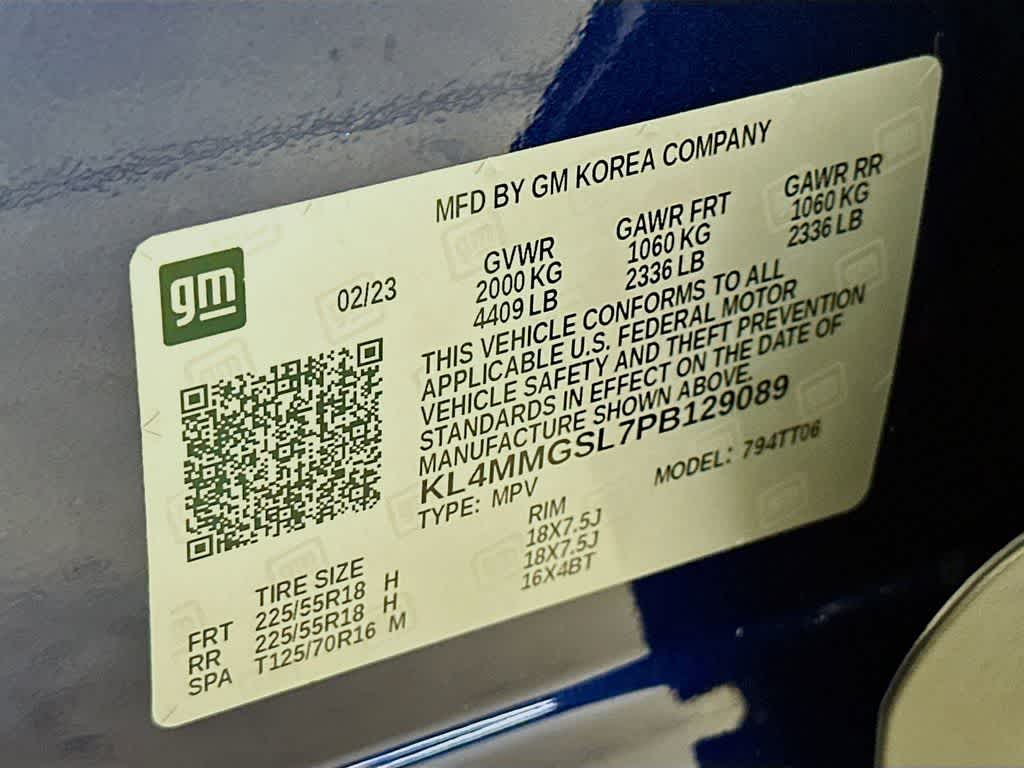 MFD BY GM KOREA COMPANY
gm
02/23
GVWR GAWR FRT GAWR RR
2000 KG 1060 KG 1060 KG
4409 LB 2336 LB 2336 LB
THIS VEHICLE CONFORMS TO ALL
APPLICABLE U.S. FEDERAL MOTOR
VEHICLE SAFETY AND THEFT PREVENTION
STANDARDS IN EFFECT ON THE DATE OF
MANUFACTURE SHOWN ABOVE.
KL4MMGSL7PB129089
TYPE: MPV MODEL: 794TT06
TIRE SIZE RIM
FRT 225/55R18 H 18X7.5J
RR 225/55R18 H 18X7.5J
SPA T125/70R16 M 16X4BT